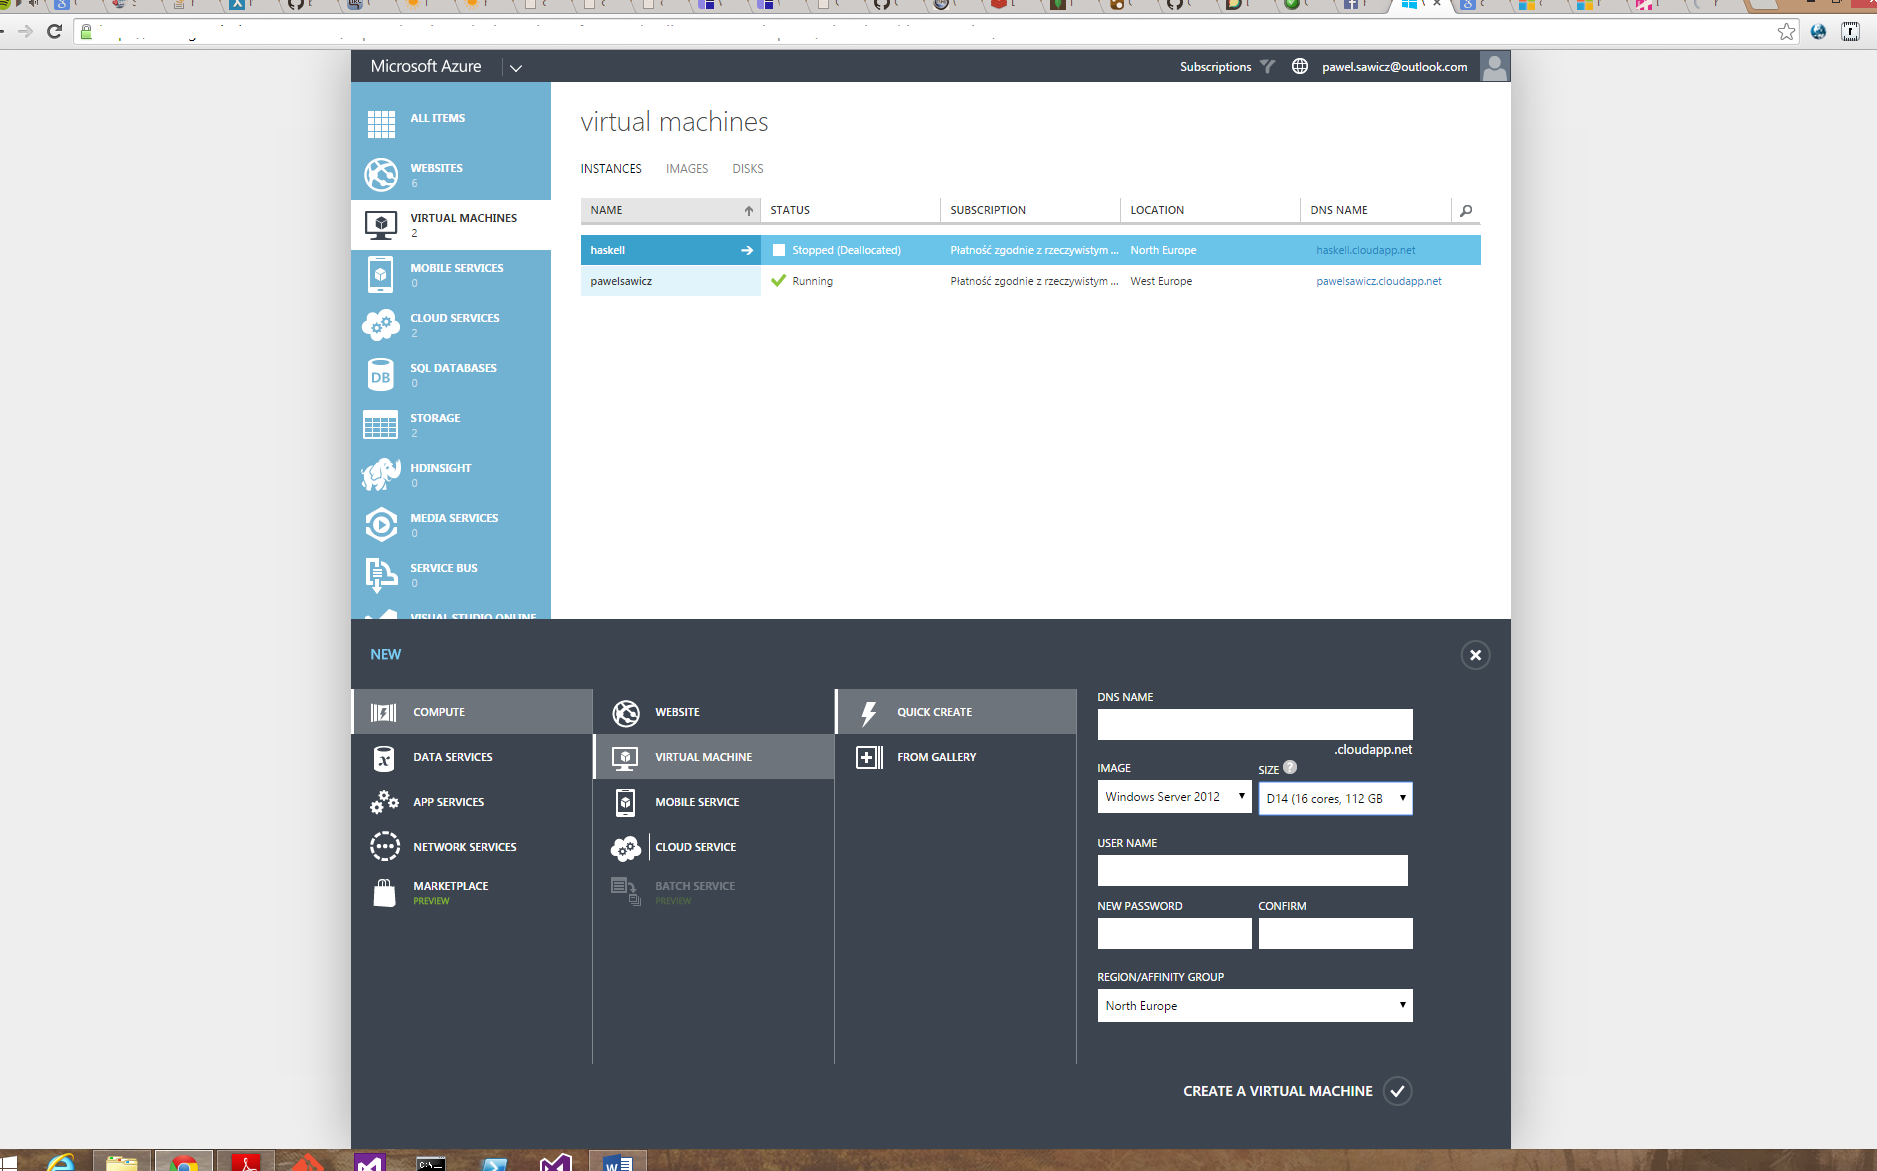 Microsoft Azure
Subscriptions
pawel.sawicz@outlook.com
ALL ITEMS
WEBSITES
6
VIRTUAL MACHINES
2
MOBILE SERVICES
0
CLOUD SERVICES
2
SQL DATABASES
0
STORAGE
2
HDINSIGHT
0
MEDIA SERVICES
0
SERVICE BUS
0
VISUAL STUDIO ONLINE
virtual machines
INSTANCES IMAGES DISKS
NAME STATUS SUBSCRIPTION LOCATION DNS NAME
haskell Stopped (Deallocated) Płatność zgodnie z rzeczywistym ... North Europe haskell.cloudapp.net
pawelsawicz Running Płatność zgodnie z rzeczywistym ... West Europe pawelsawicz.cloudapp.net
NEW
COMPUTE
DATA SERVICES
APP SERVICES
NETWORK SERVICES
MARKETPLACE
PREVIEW
WEBSITE
VIRTUAL MACHINE
MOBILE SERVICE
CLOUD SERVICE
BATCH SERVICE
PREVIEW
QUICK CREATE
FROM GALLERY
DNS NAME
.cloudapp.net
IMAGE SIZE ?
Windows Server 2012 D14 (16 cores, 112 GB
USER NAME
NEW PASSWORD CONFIRM
REGION/AFFINITY GROUP
North Europe
CREATE A VIRTUAL MACHINE